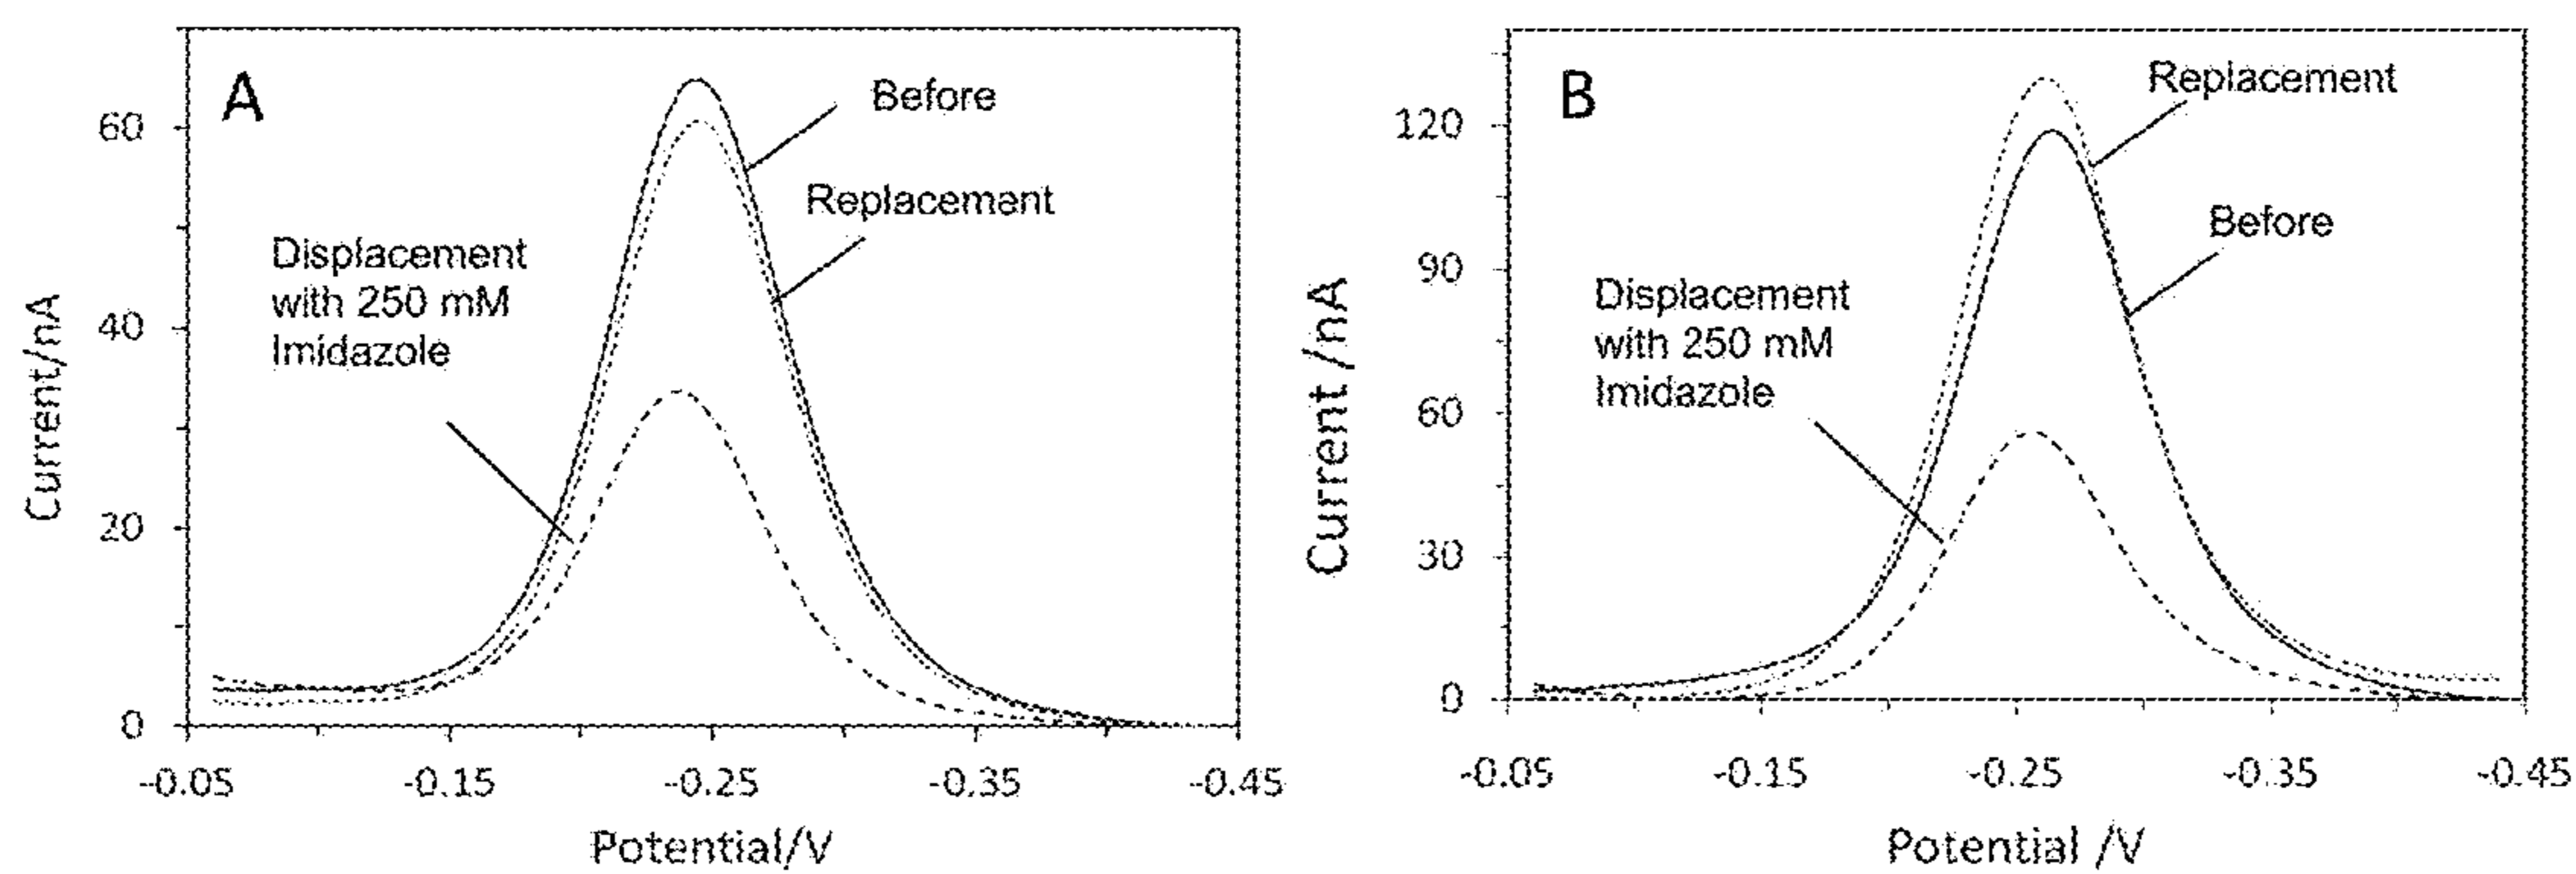 A
Before
Replacement
Displacement
with 250 mM
Imidazole
60
40
20
0
Current/nA
-0.05 -0.15 -0.25 -0.35 -0.45
Potential/V
B
Replacement
Before
Displacement
with 250 mM
Imidazole
120
90
60
30
0
Current /nA
-0.05 -0.15 -0.25 -0.35 -0.45
Potential /V